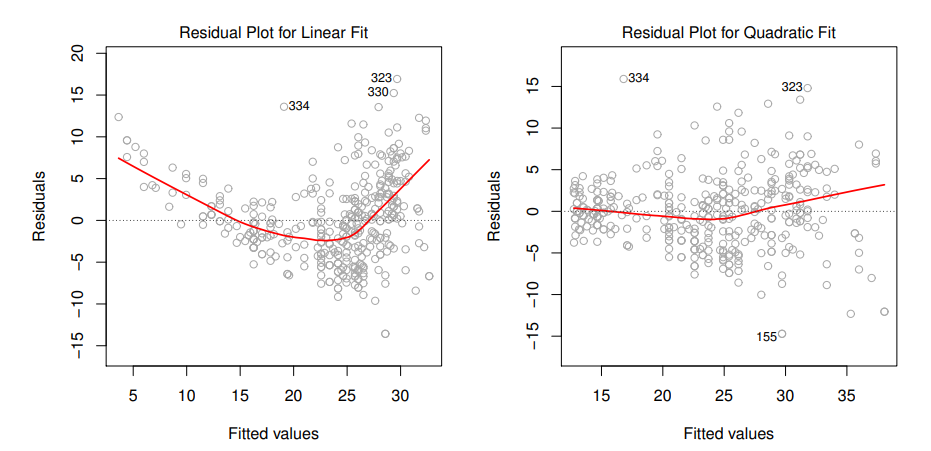 Residual Plot for Linear Fit
20
15
10
5
0
−5
−10
−15
Residuals
323
330
334
5 10 15 20 25 30
Fitted values
Residual Plot for Quadratic Fit
15
10
5
0
−5
−10
−15
Residuals
334
323
155
15 20 25 30 35
Fitted values